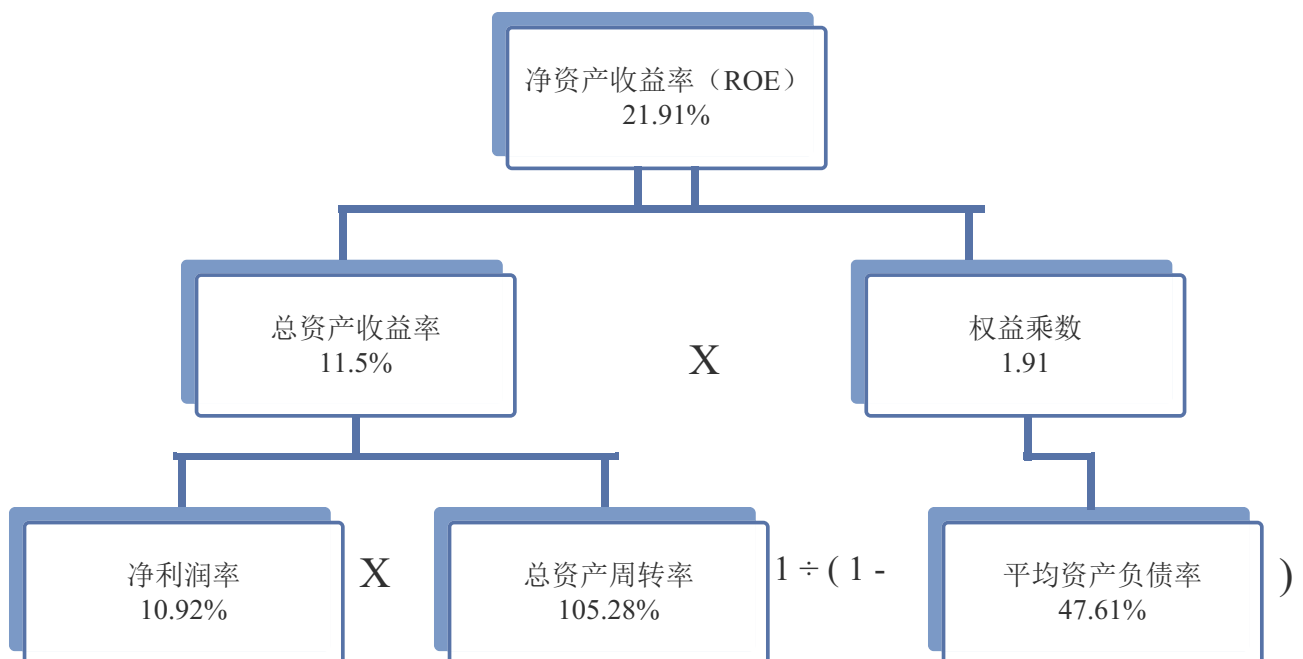 净资产收益率（ROE）
21.91%
总资产收益率
11.5%
X
权益乘数
1.91
净利润率
10.92%
X
总资产周转率
105.28%
1 ÷ ( 1 -
平均资产负债率
47.61%
)